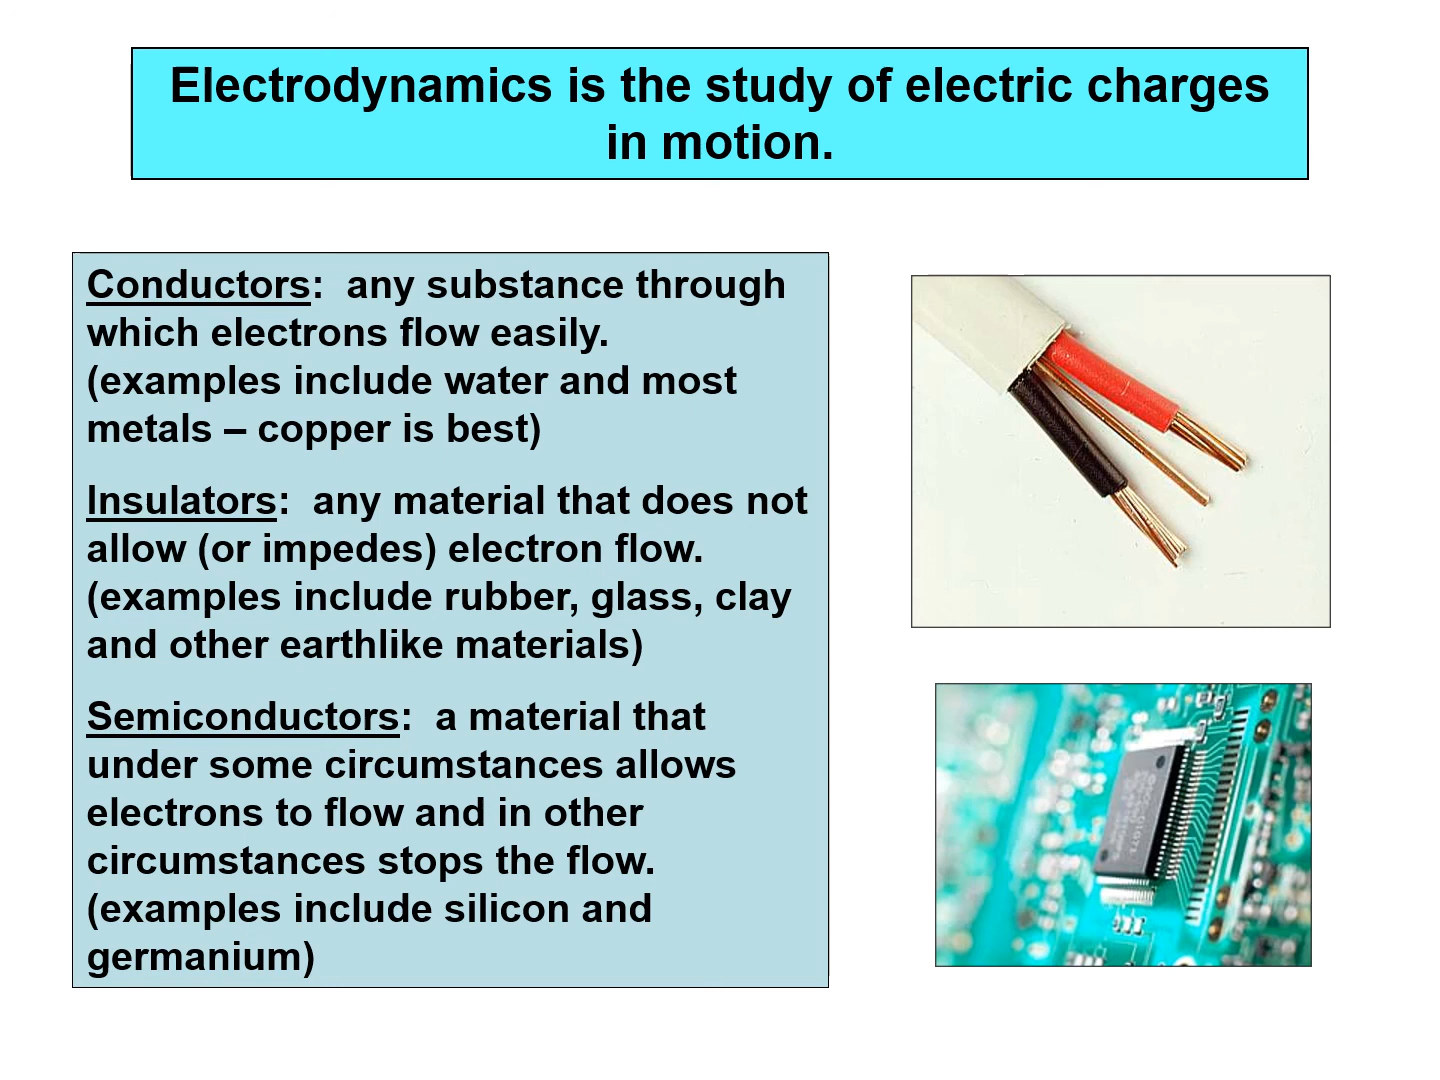 Electrodynamics is the study of electric charges
in motion.
Conductors:  any substance through
which electrons flow easily.
(examples include water and most
metals – copper is best)
Insulators:  any material that does not
allow (or impedes) electron flow.
(examples include rubber, glass, clay
and other earthlike materials)
Semiconductors:  a material that
under some circumstances allows
electrons to flow and in other
circumstances stops the flow.
(examples include silicon and
germanium)